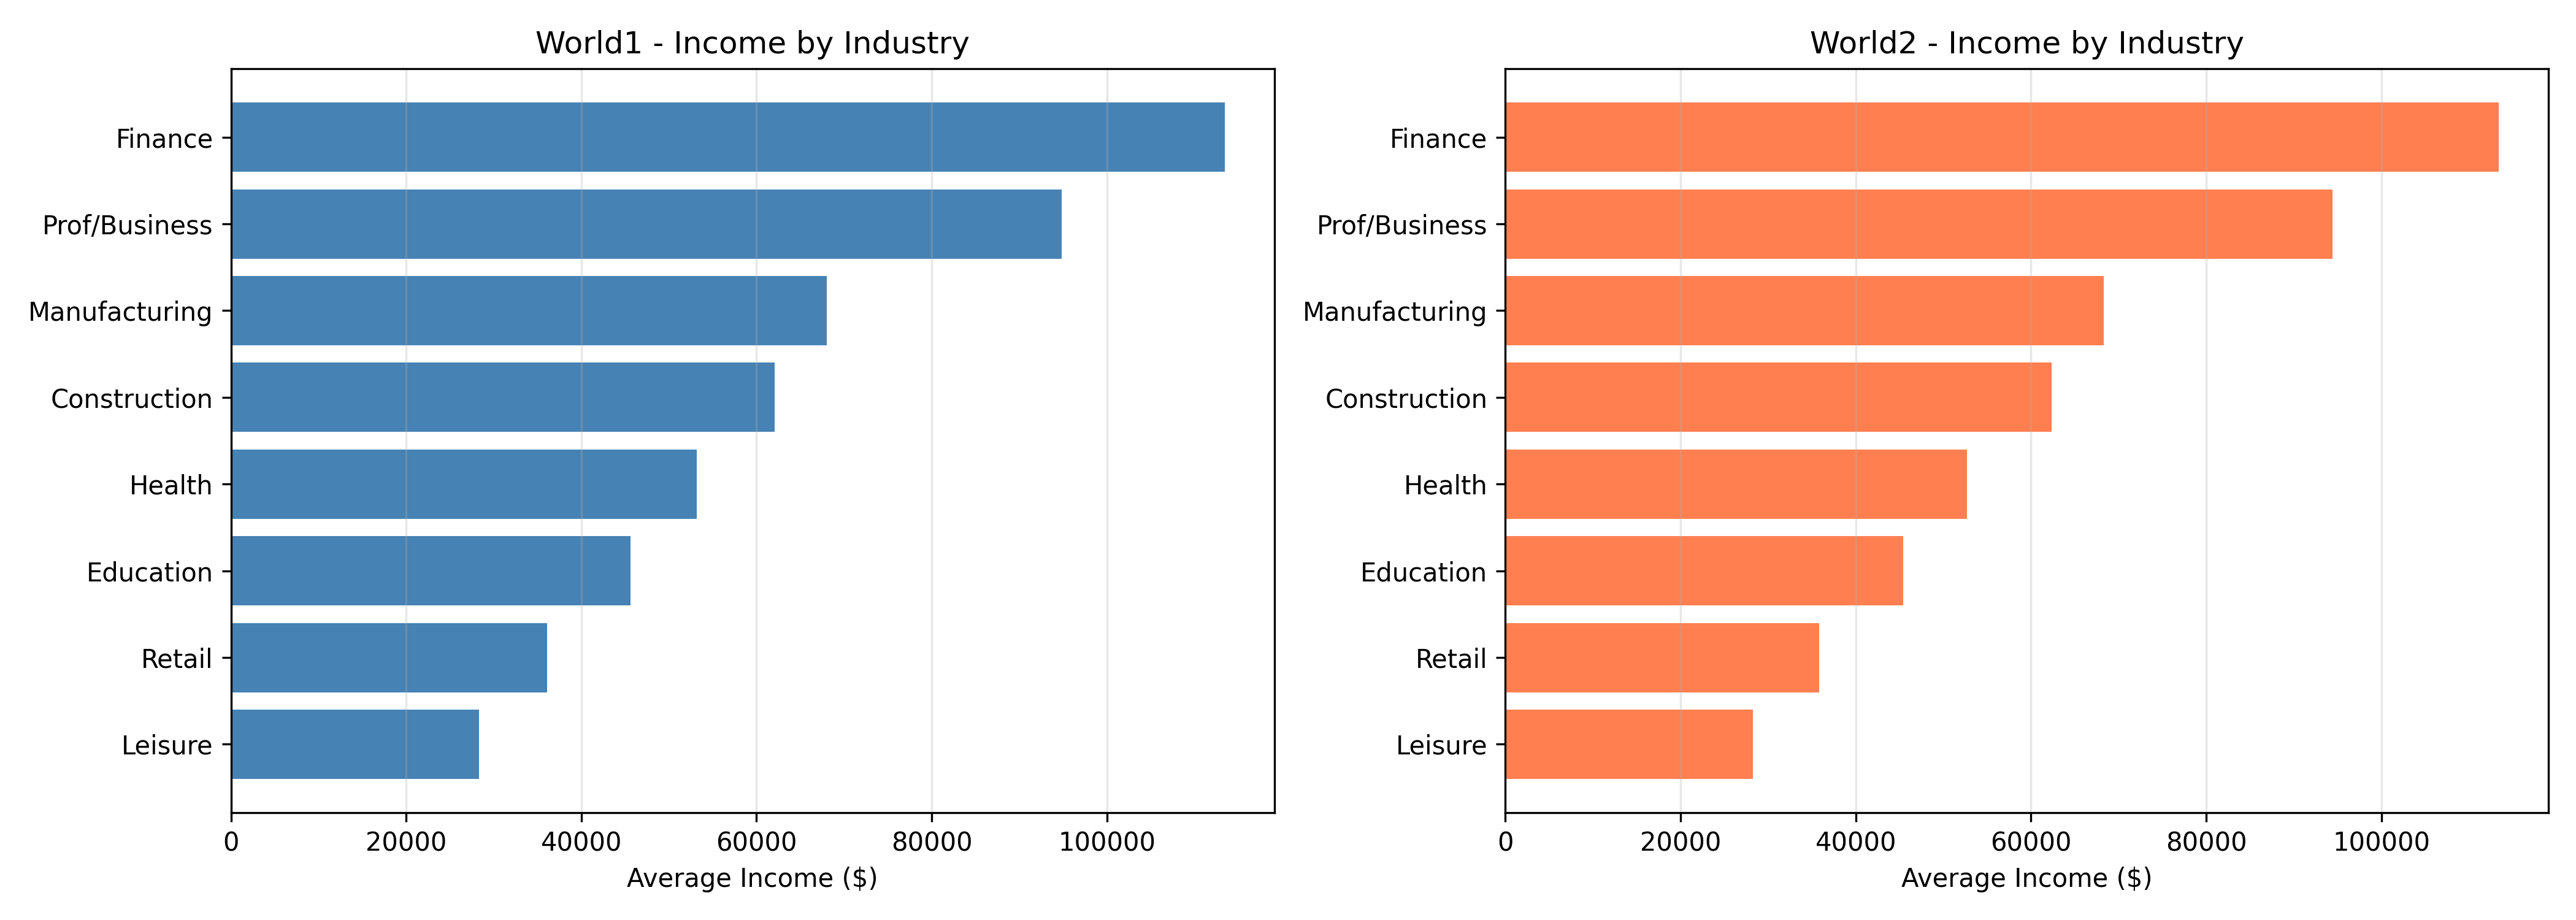 World1 - Income by Industry
Finance
Prof/Business
Manufacturing
Construction
Health
Education
Retail
Leisure
0 20000 40000 60000 80000 100000
Average Income ($)
World2 - Income by Industry
Finance
Prof/Business
Manufacturing
Construction
Health
Education
Retail
Leisure
0 20000 40000 60000 80000 100000
Average Income ($)